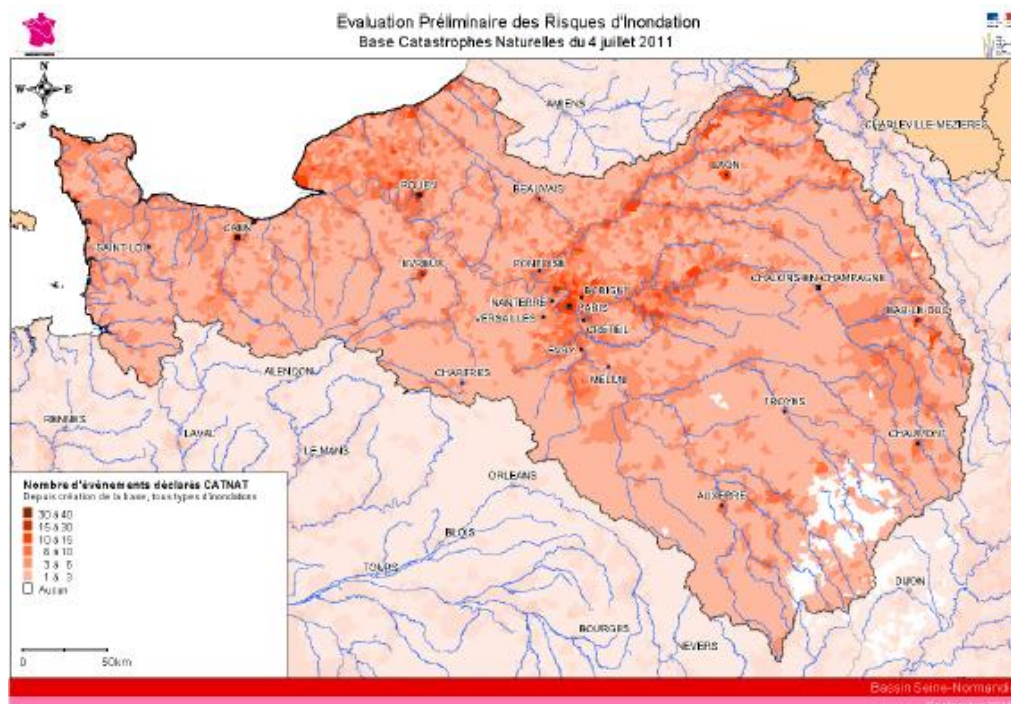 Evaluation Préliminaire des Risques d'Inondation
Base Catastrophes Naturelles du 4 juillet 2011
N
W E
S
AMIENS
CHARLEVILLE-MEZIERES
LAON
ROUEN
BEAUVAIS
CAEN
SAINT-LO
EVREUX
PONTOISE
CHALONS-EN-CHAMPAGNE
BOBIGNY
NANTERRE
PARIS
BAR-LE-DUC
VERSAILLES
CRETEIL
EVRY
MELUN
ALENÇON
CHARTRES
TROYES
RENNES
LAVAL
CHAUMONT
LE MANS
ORLEANS
AUXERRE
BLOIS
TOURS
DIJON
BOURGES
NEVERS
Nombre d'évènements déclarés CATNAT
Depuis création de la base, tous types d'inondations
30 à 40
15 à 30
10 à 15
6 à 10
3 à 6
1 à 3
Aucun
0 50km
Bassin Seine-Normandi